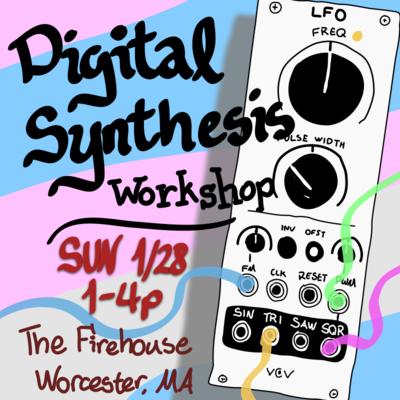 Digital
Synthesis
Workshop
SUN 1/28
1-4p
The Firehouse
Worcester, MA
LFO
FREQ
PULSE WIDTH
INV OFST
FM CLK RESET PWM
SIN TRI SAW SQR
VCV